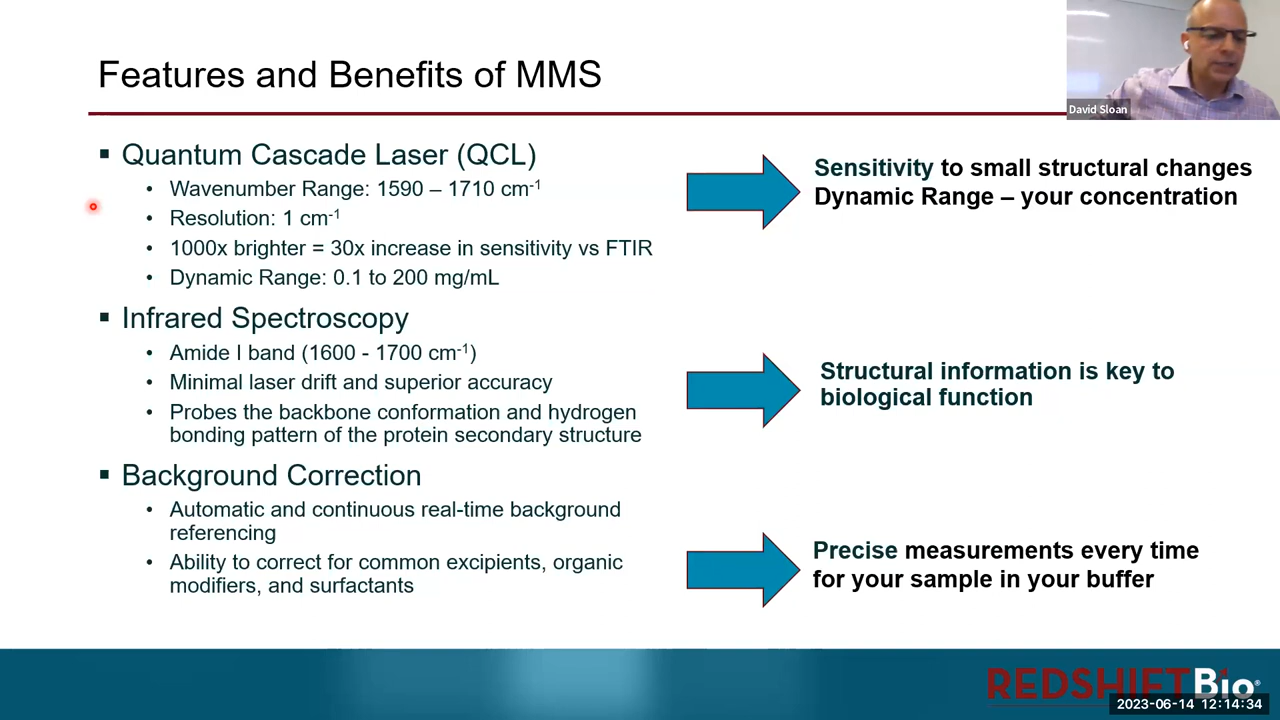 Features and Benefits of MMS
David Sloan
▪ Quantum Cascade Laser (QCL)
• Wavenumber Range: 1590 – 1710 cm-1
• Resolution: 1 cm-1
• 1000x brighter = 30x increase in sensitivity vs FTIR
• Dynamic Range: 0.1 to 200 mg/mL
Sensitivity to small structural changes
Dynamic Range – your concentration
▪ Infrared Spectroscopy
• Amide I band (1600 - 1700 cm-1)
• Minimal laser drift and superior accuracy
• Probes the backbone conformation and hydrogen
bonding pattern of the protein secondary structure
Structural information is key to
biological function
▪ Background Correction
• Automatic and continuous real-time background
referencing
• Ability to correct for common excipients, organic
modifiers, and surfactants
Precise measurements every time
for your sample in your buffer
REDSHIFTBio®
2023-06-14 12:14:34